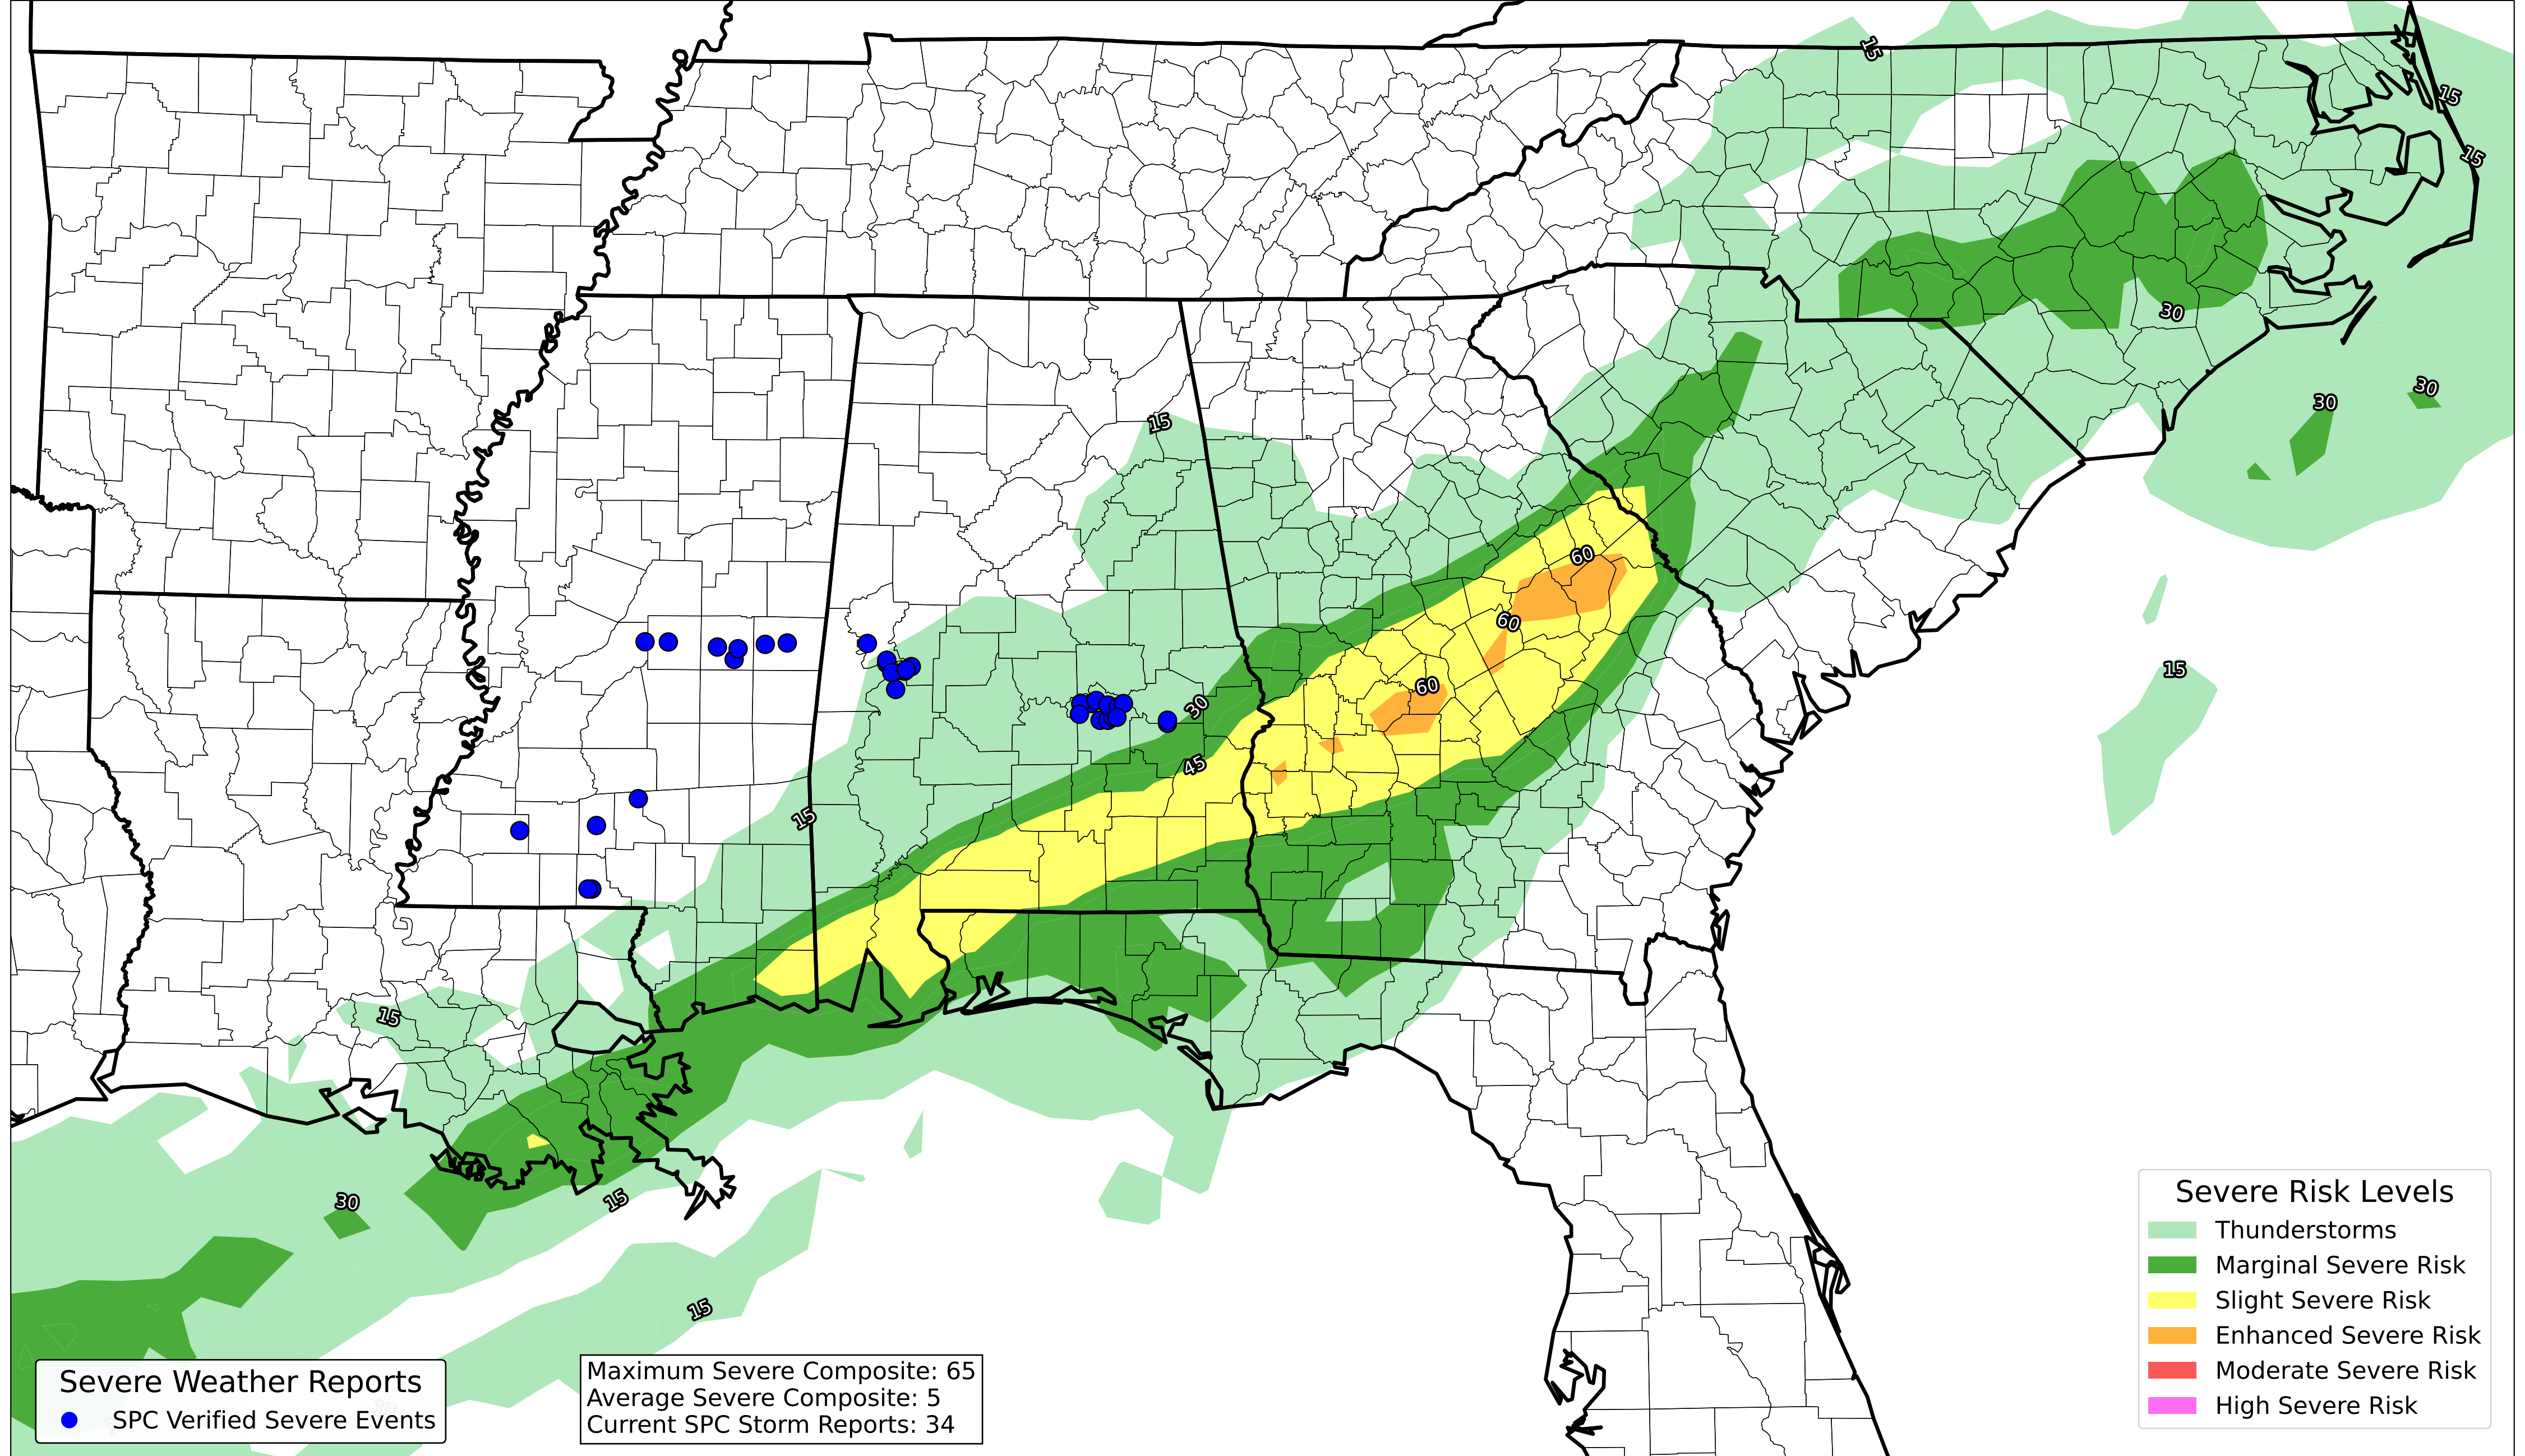 15
15
15
30
30
30
15
60
60
15
60
30
45
15
15
30
15
15
Severe Weather Reports
SPC Verified Severe Events
Maximum Severe Composite: 65
Average Severe Composite: 5
Current SPC Storm Reports: 34
Severe Risk Levels
Thunderstorms
Marginal Severe Risk
Slight Severe Risk
Enhanced Severe Risk
Moderate Severe Risk
High Severe Risk